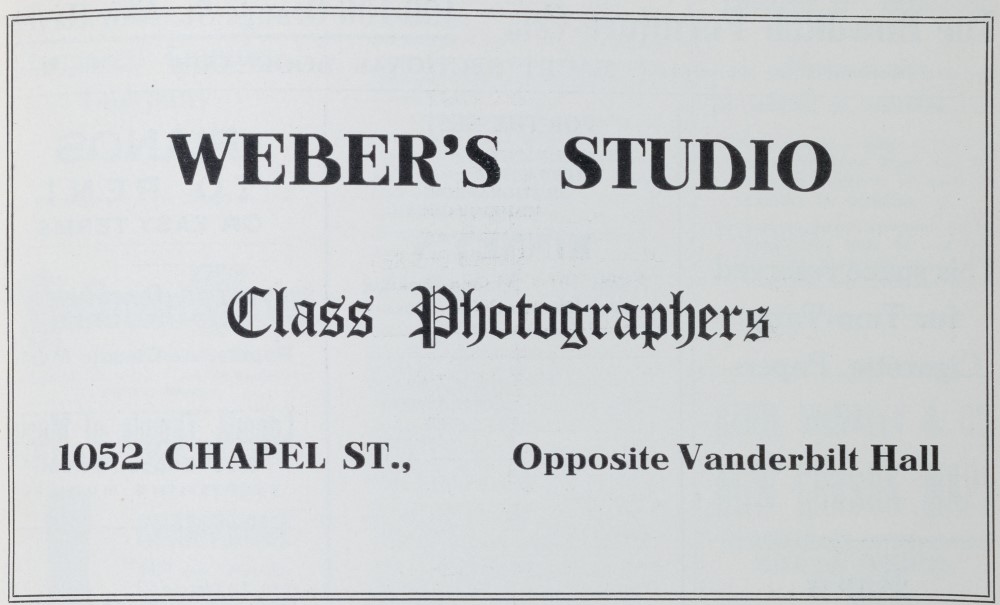 WEBER'S STUDIO
Class Photographers
1052 CHAPEL ST., Opposite Vanderbilt Hall